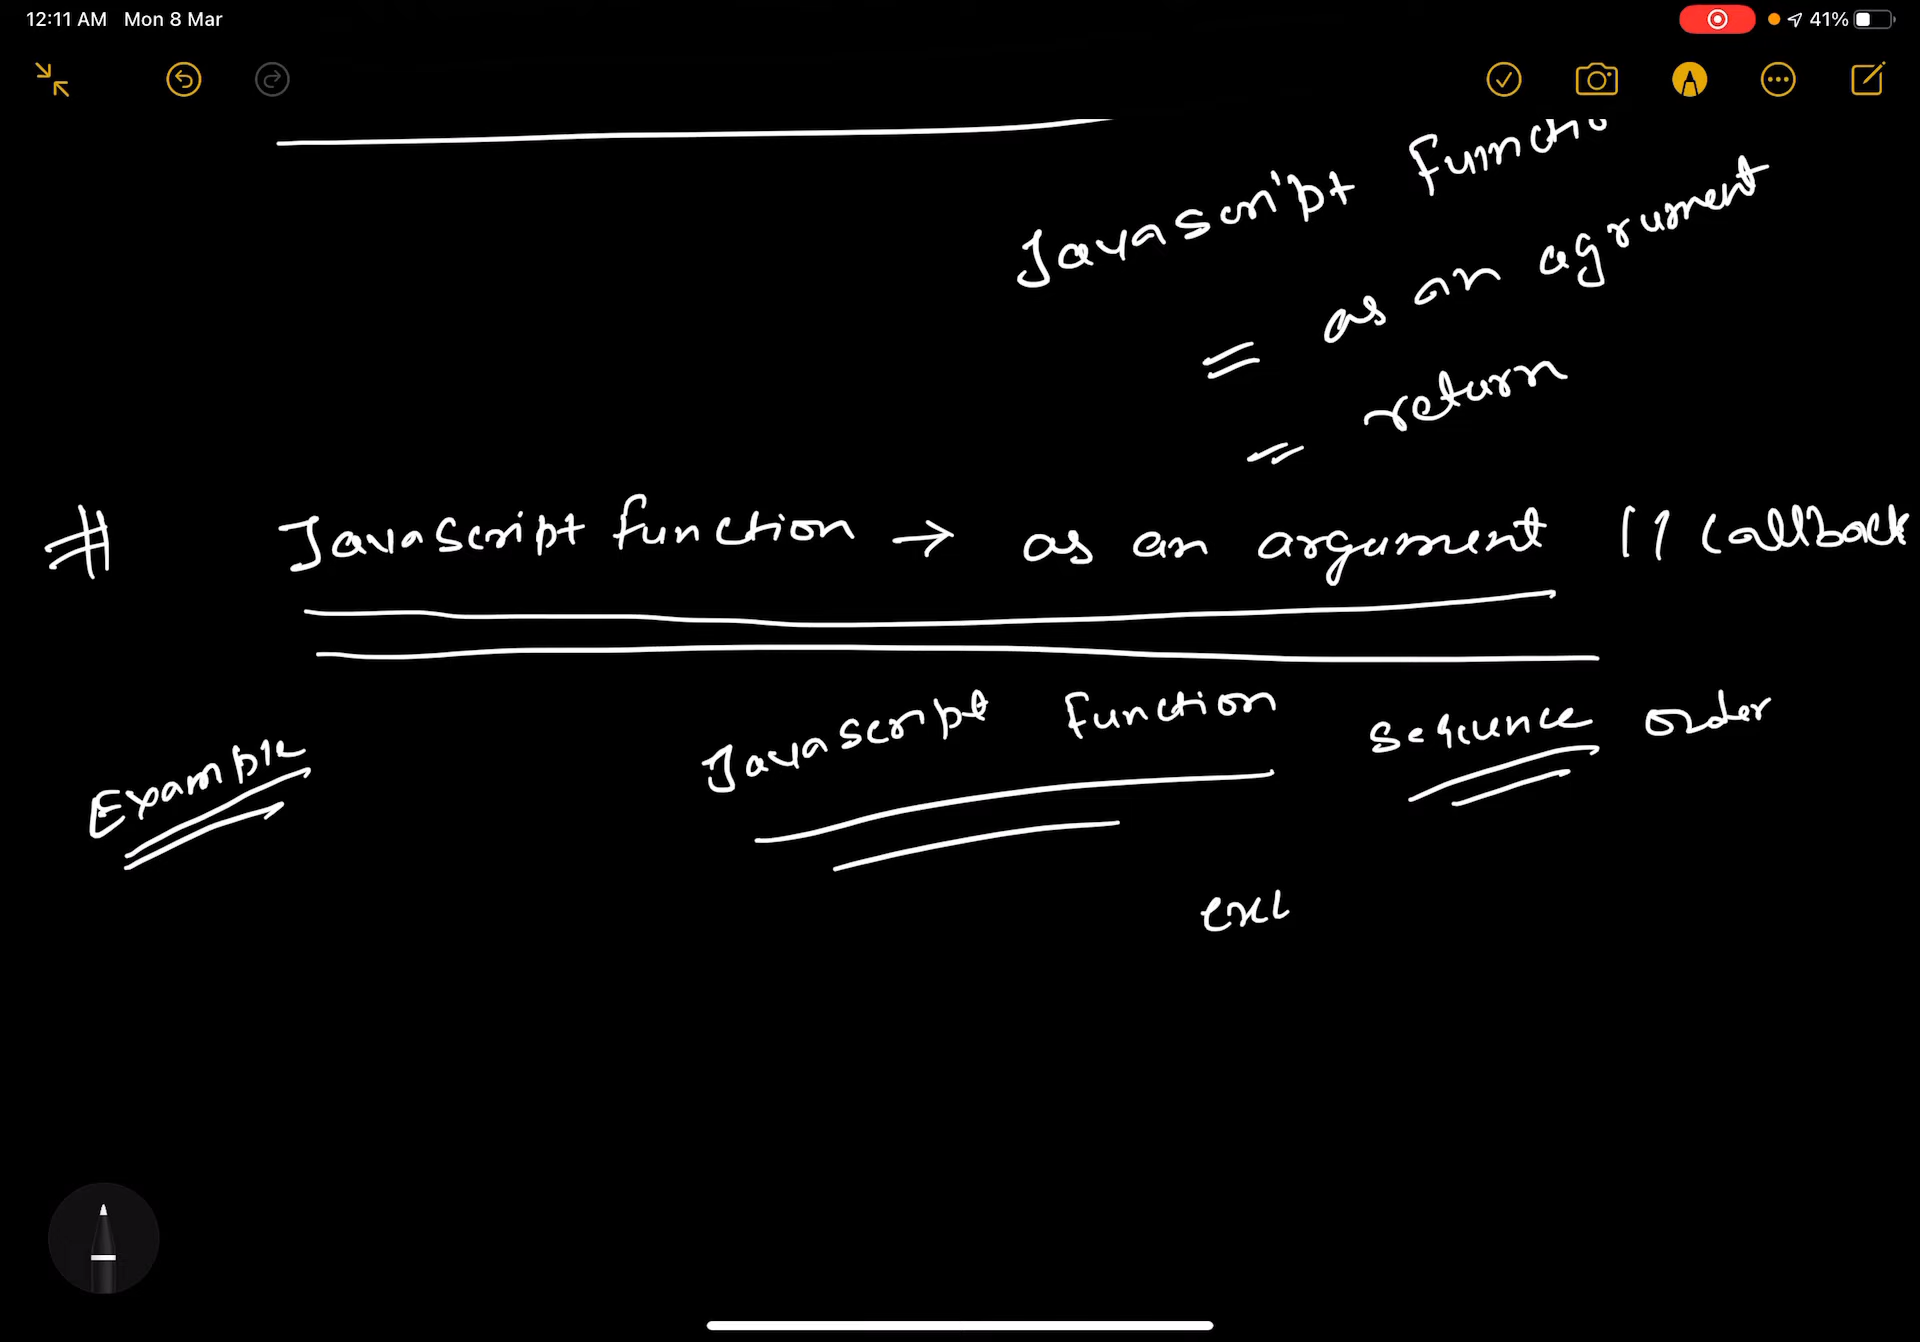 12:11 AM Mon 8 Mar 41%
Javascript Functio
= as an agrument
= return
# JavaScript function → as an argument || Callback
Example Javascript Function Sequence order
exe